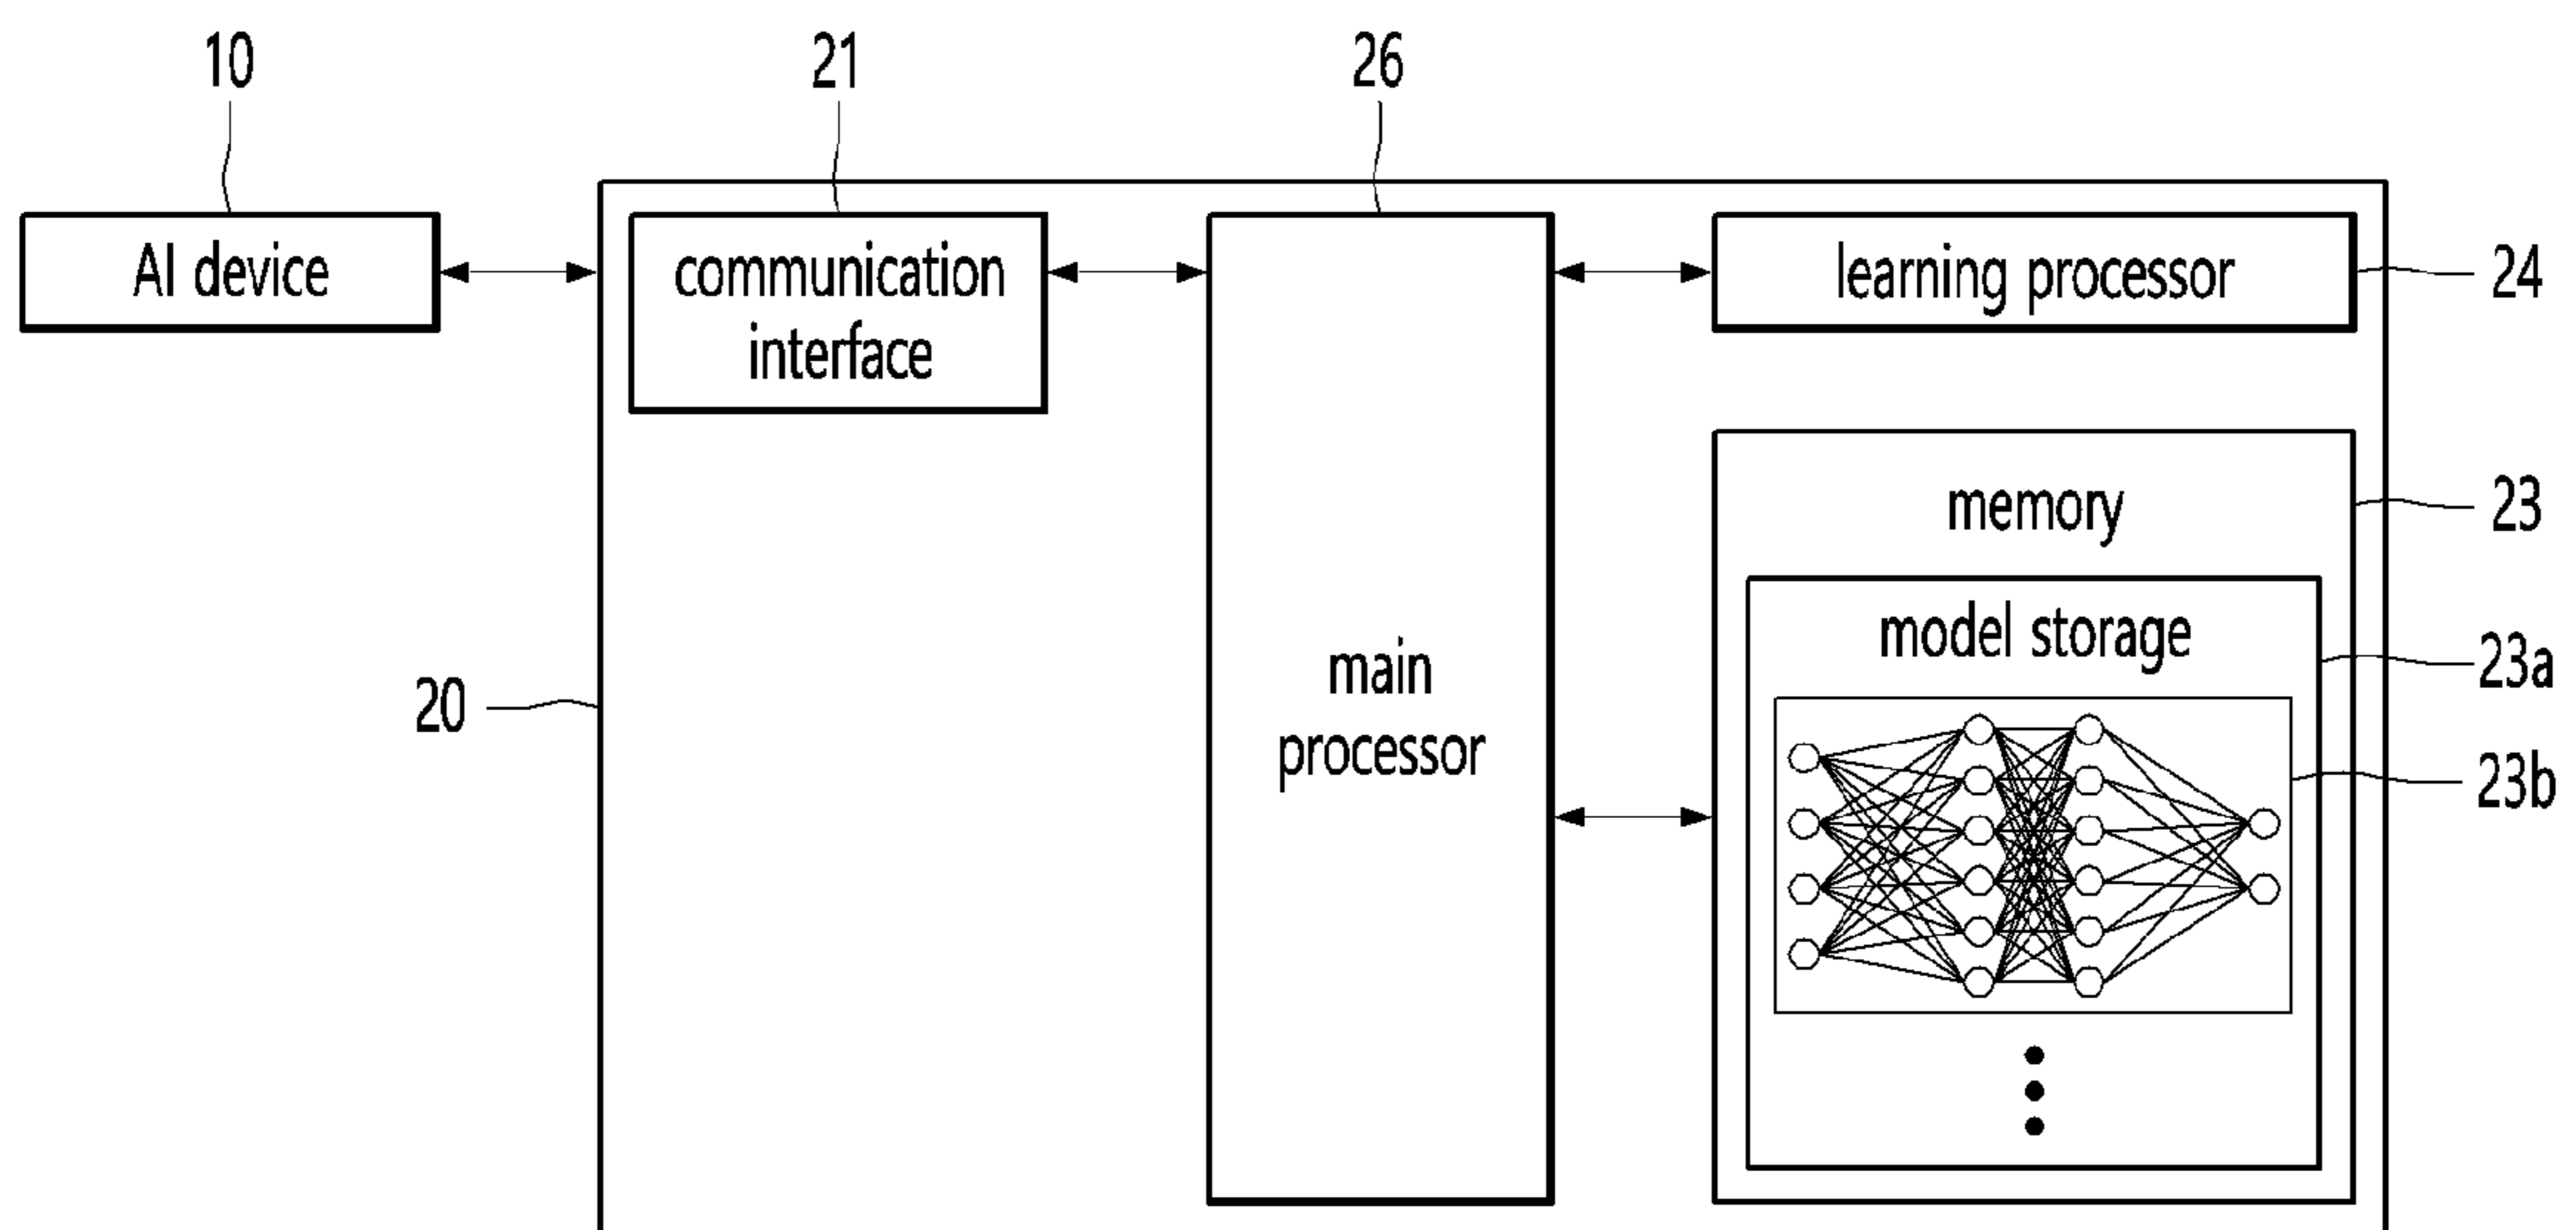 10
21
26
AI device
communication
interface
learning processor
24
memory
23
model storage
23a
main
processor
20
23b